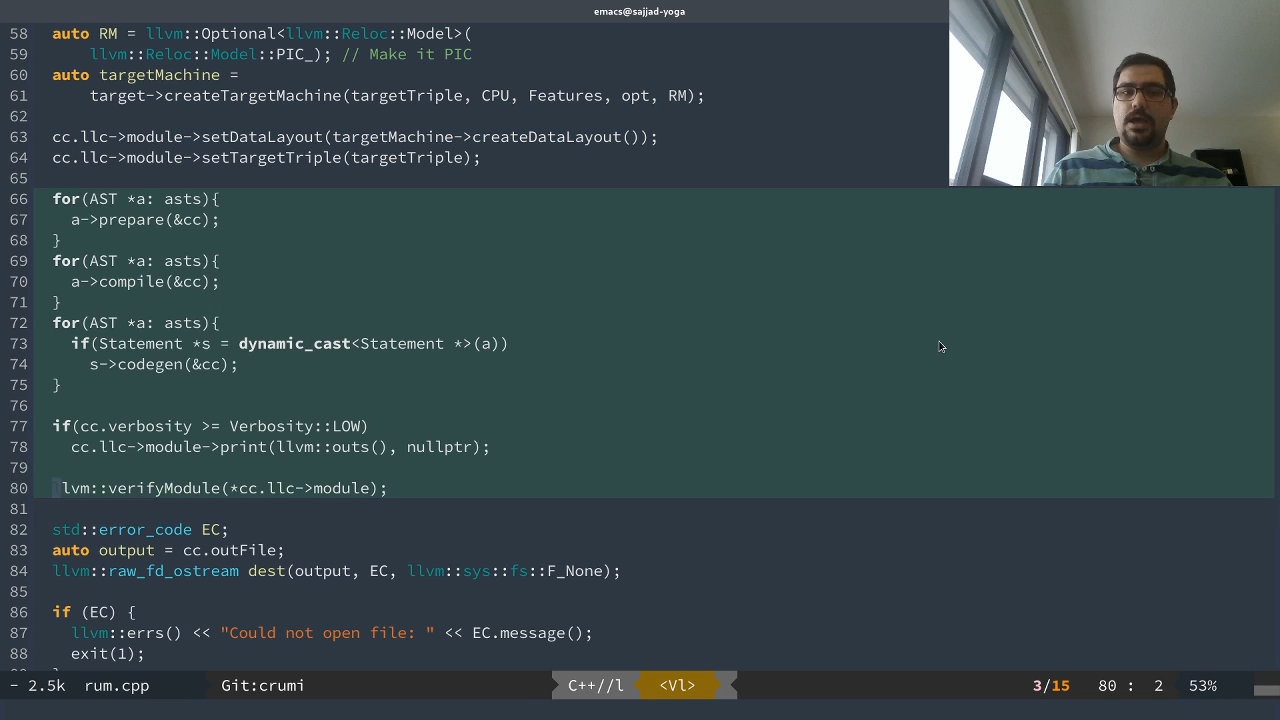 emacs@sajjad-yoga
58 auto RM = llvm::Optional<llvm::Reloc::Model>(
59 llvm::Reloc::Model::PIC_); // Make it PIC
60 auto targetMachine =
61 target->createTargetMachine(targetTriple, CPU, Features, opt, RM);
62
63 cc.llc->module->setDataLayout(targetMachine->createDataLayout());
64 cc.llc->module->setTargetTriple(targetTriple);
65
66 for(AST *a: asts){
67 a->prepare(&cc);
68 }
69 for(AST *a: asts){
70 a->compile(&cc);
71 }
72 for(AST *a: asts){
73 if(Statement *s = dynamic_cast<Statement *>(a))
74 s->codegen(&cc);
75 }
76
77 if(cc.verbosity >= Verbosity::LOW)
78 cc.llc->module->print(llvm::outs(), nullptr);
79
80 llvm::verifyModule(*cc.llc->module);
81
82 std::error_code EC;
83 auto output = cc.outFile;
84 llvm::raw_fd_ostream dest(output, EC, llvm::sys::fs::F_None);
85
86 if (EC) {
87 llvm::errs() << "Could not open file: " << EC.message();
88 exit(1);
- 2.5k rum.cpp Git:crumi C++//l <Vl> 3/15 80 : 2 53%